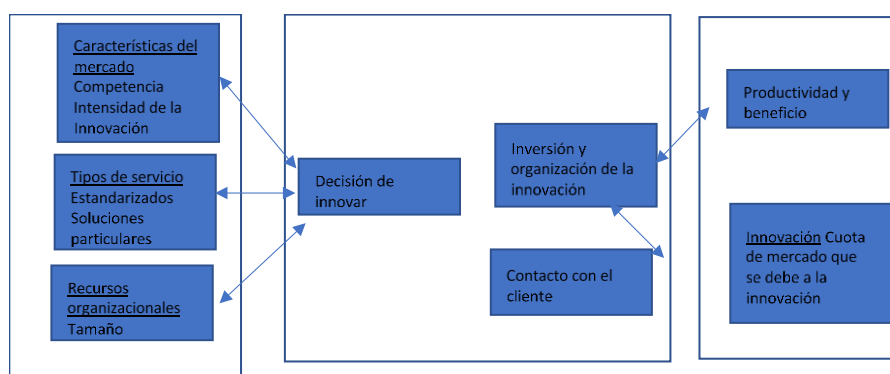 Características del
mercado
Competencia
Intensidad de la
Innovación
Tipos de servicio
Estandarizados
Soluciones
particulares
Recursos
organizacionales
Tamaño
Decisión de
innovar
Inversión y
organización de la
innovación
Contacto con el
cliente
Productividad y
beneficio
Innovación Cuota
de mercado que
se debe a la
innovación